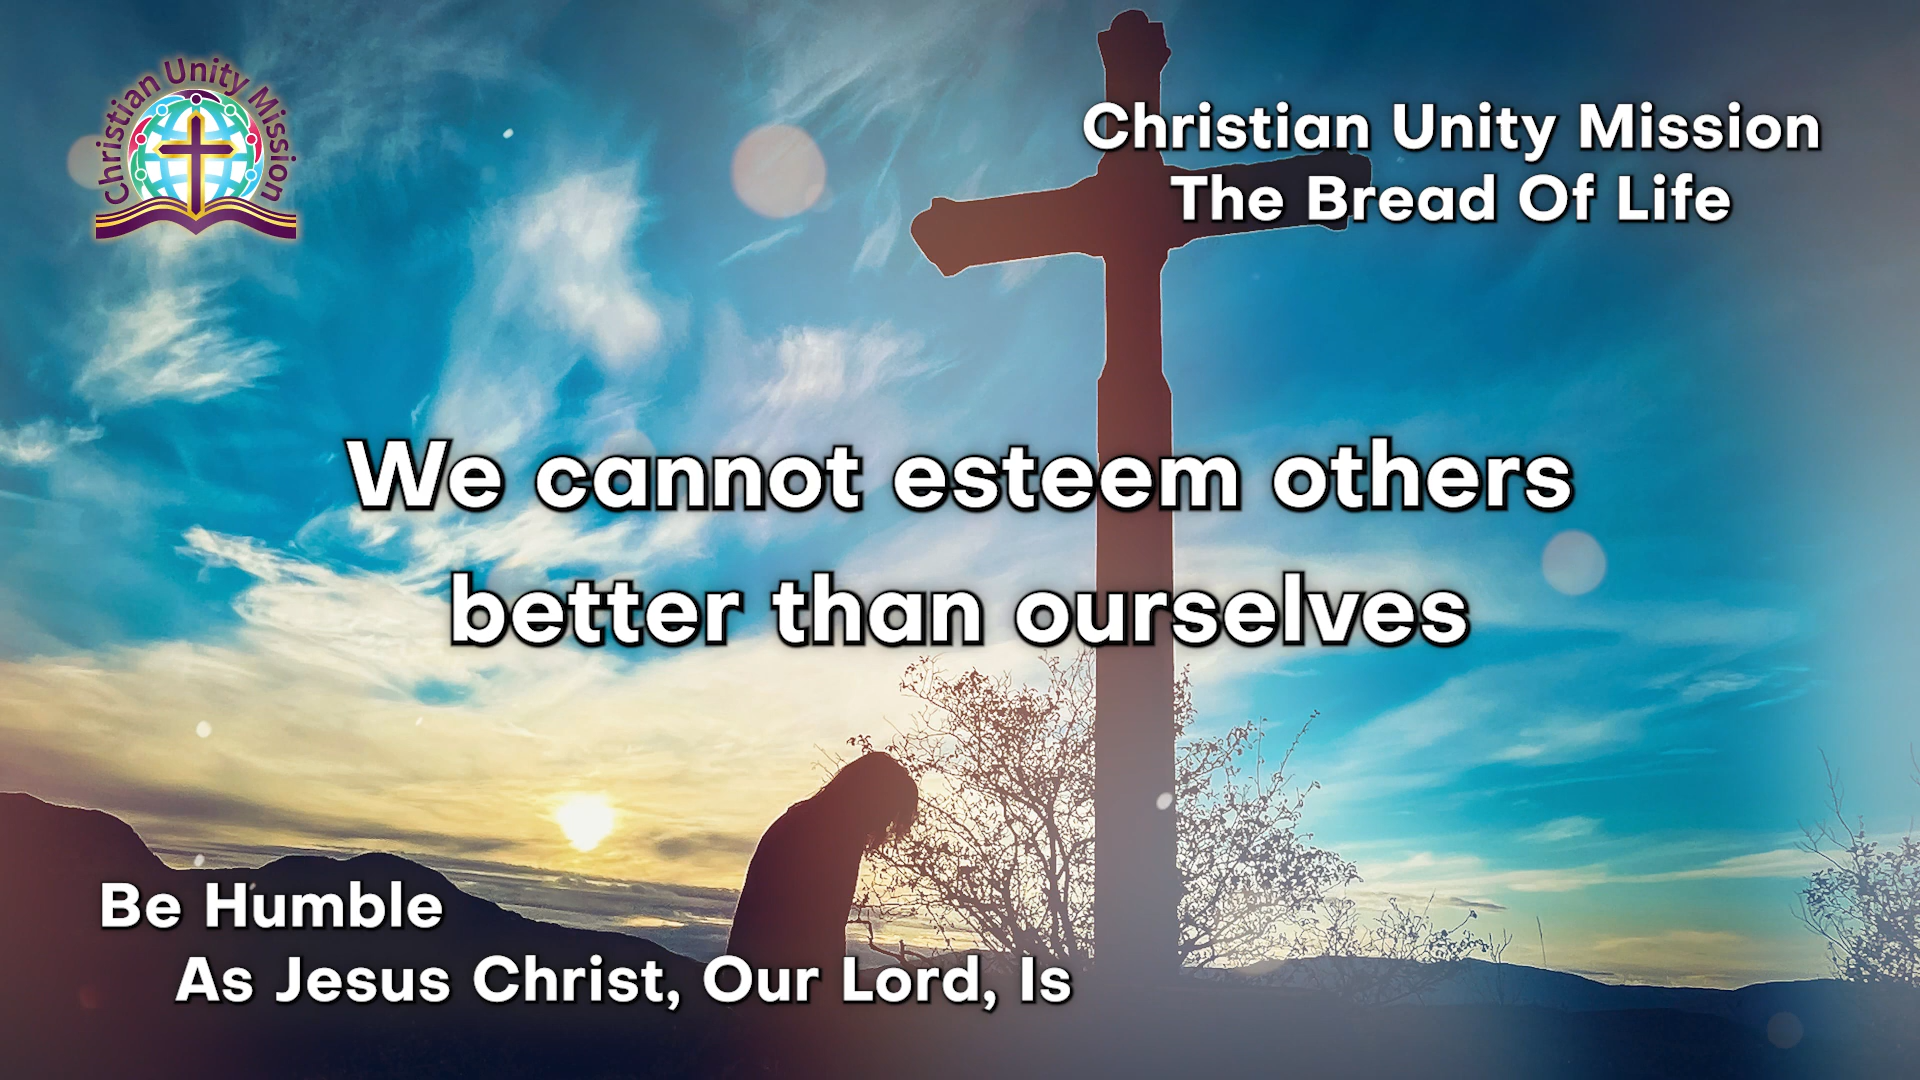 Christian Unity Mission
Christian Unity Mission
The Bread Of Life
We cannot esteem others
better than ourselves
Be Humble
As Jesus Christ, Our Lord, Is